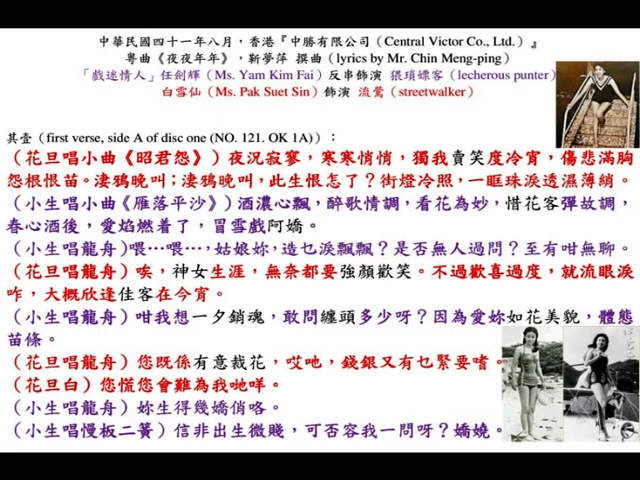 中華民國四十一年八月，香港『中勝有限公司（Central Victor Co., Ltd.）』
粵曲《夜夜年年》，靳夢萍 撰曲（lyrics by Mr. Chin Meng-ping）
「戲迷情人」任劍輝（Ms. Yam Kim Fai）反串飾演 猥瑣嫖客（lecherous punter）
白雪仙（Ms. Pak Suet Sin）飾演 流鶯（streetwalker）
其壹（first verse, side A of disc one (NO. 121. OK 1A)）：
（花旦唱小曲《昭君怨》）夜沉寂寥，寒寒悄悄，獨我賣笑度冷宵，傷悲滿胸
怨根恨苗。淒鴉晚叫；淒鴉晚叫，此生恨怎了？街燈冷照，一眶珠淚透濕薄綃。
（小生唱小曲《雁落平沙》）酒濃心飄，醉歌情調，看花為妙，惜花客彈故調，
春心酒後，愛焰燃着了，冒雪戲阿嬌。
（小生唱龍舟）喂…喂…，姑娘妳，造乜淚飄飄？是否無人過問？至有咁無聊。
（花旦唱龍舟）唉，神女生涯，無奈都要強顏歡笑。不過歡喜過度，就流眼淚
咋，大概欣逢佳客在今宵。
（小生唱龍舟）咁我想一夕銷魂，敢問纏頭多少呀？因為愛妳如花美貌，體態
苗條。
（花旦唱龍舟）您既係有意裁花，哎吔，錢銀又有乜緊要嗜。
（花旦白）您慌您會難為我哋咩。
（小生唱龍舟）妳生得幾嬌俏咯。
（小生唱慢板二簧）信非出生微賤，可否容我一問呀？嬌嬈。